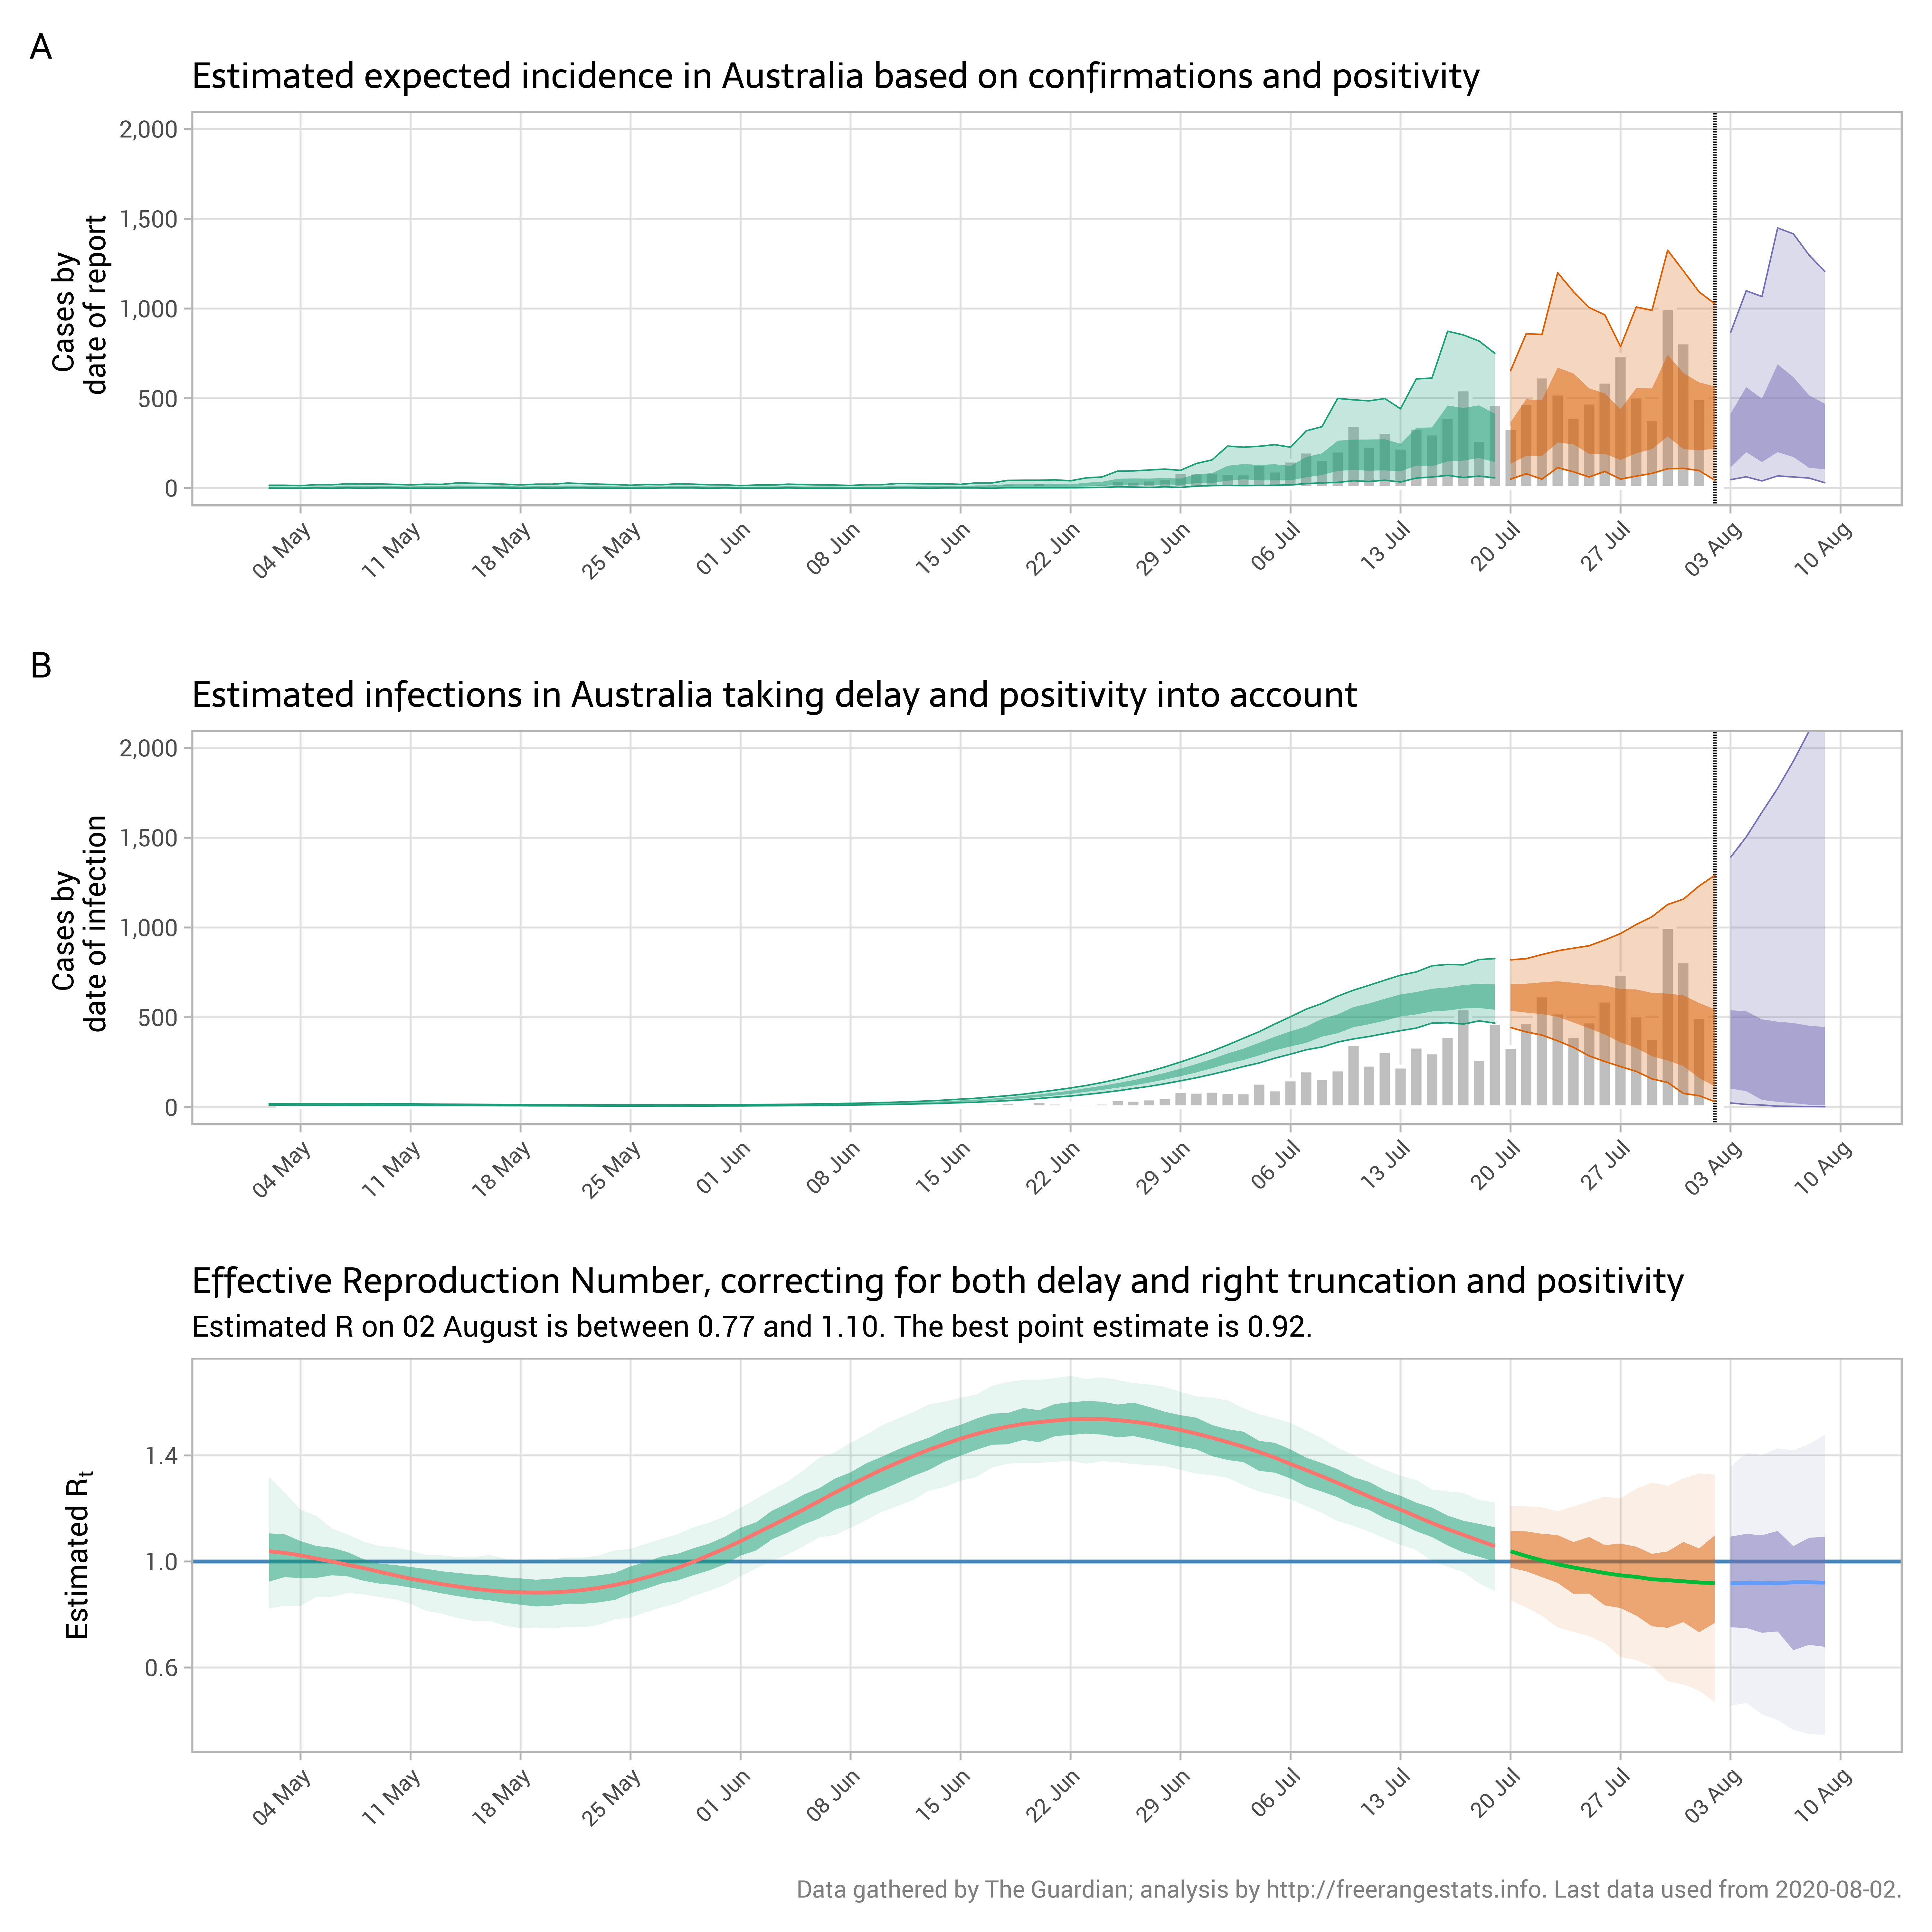 A
Estimated expected incidence in Australia based on confirmations and positivity
Cases by
date of report
2,000
1,500
1,000
500
0
04 May
11 May
18 May
25 May
01 Jun
08 Jun
15 Jun
22 Jun
29 Jun
06 Jul
13 Jul
20 Jul
27 Jul
03 Aug
10 Aug
B
Estimated infections in Australia taking delay and positivity into account
Cases by
date of infection
2,000
1,500
1,000
500
0
04 May
11 May
18 May
25 May
01 Jun
08 Jun
15 Jun
22 Jun
29 Jun
06 Jul
13 Jul
20 Jul
27 Jul
03 Aug
10 Aug
Effective Reproduction Number, correcting for both delay and right truncation and positivity
Estimated R on 02 August is between 0.77 and 1.10. The best point estimate is 0.92.
Estimated Rt
1.4
1.0
0.6
04 May
11 May
18 May
25 May
01 Jun
08 Jun
15 Jun
22 Jun
29 Jun
06 Jul
13 Jul
20 Jul
27 Jul
03 Aug
10 Aug
Data gathered by The Guardian; analysis by http://freerangestats.info. Last data used from 2020-08-02.